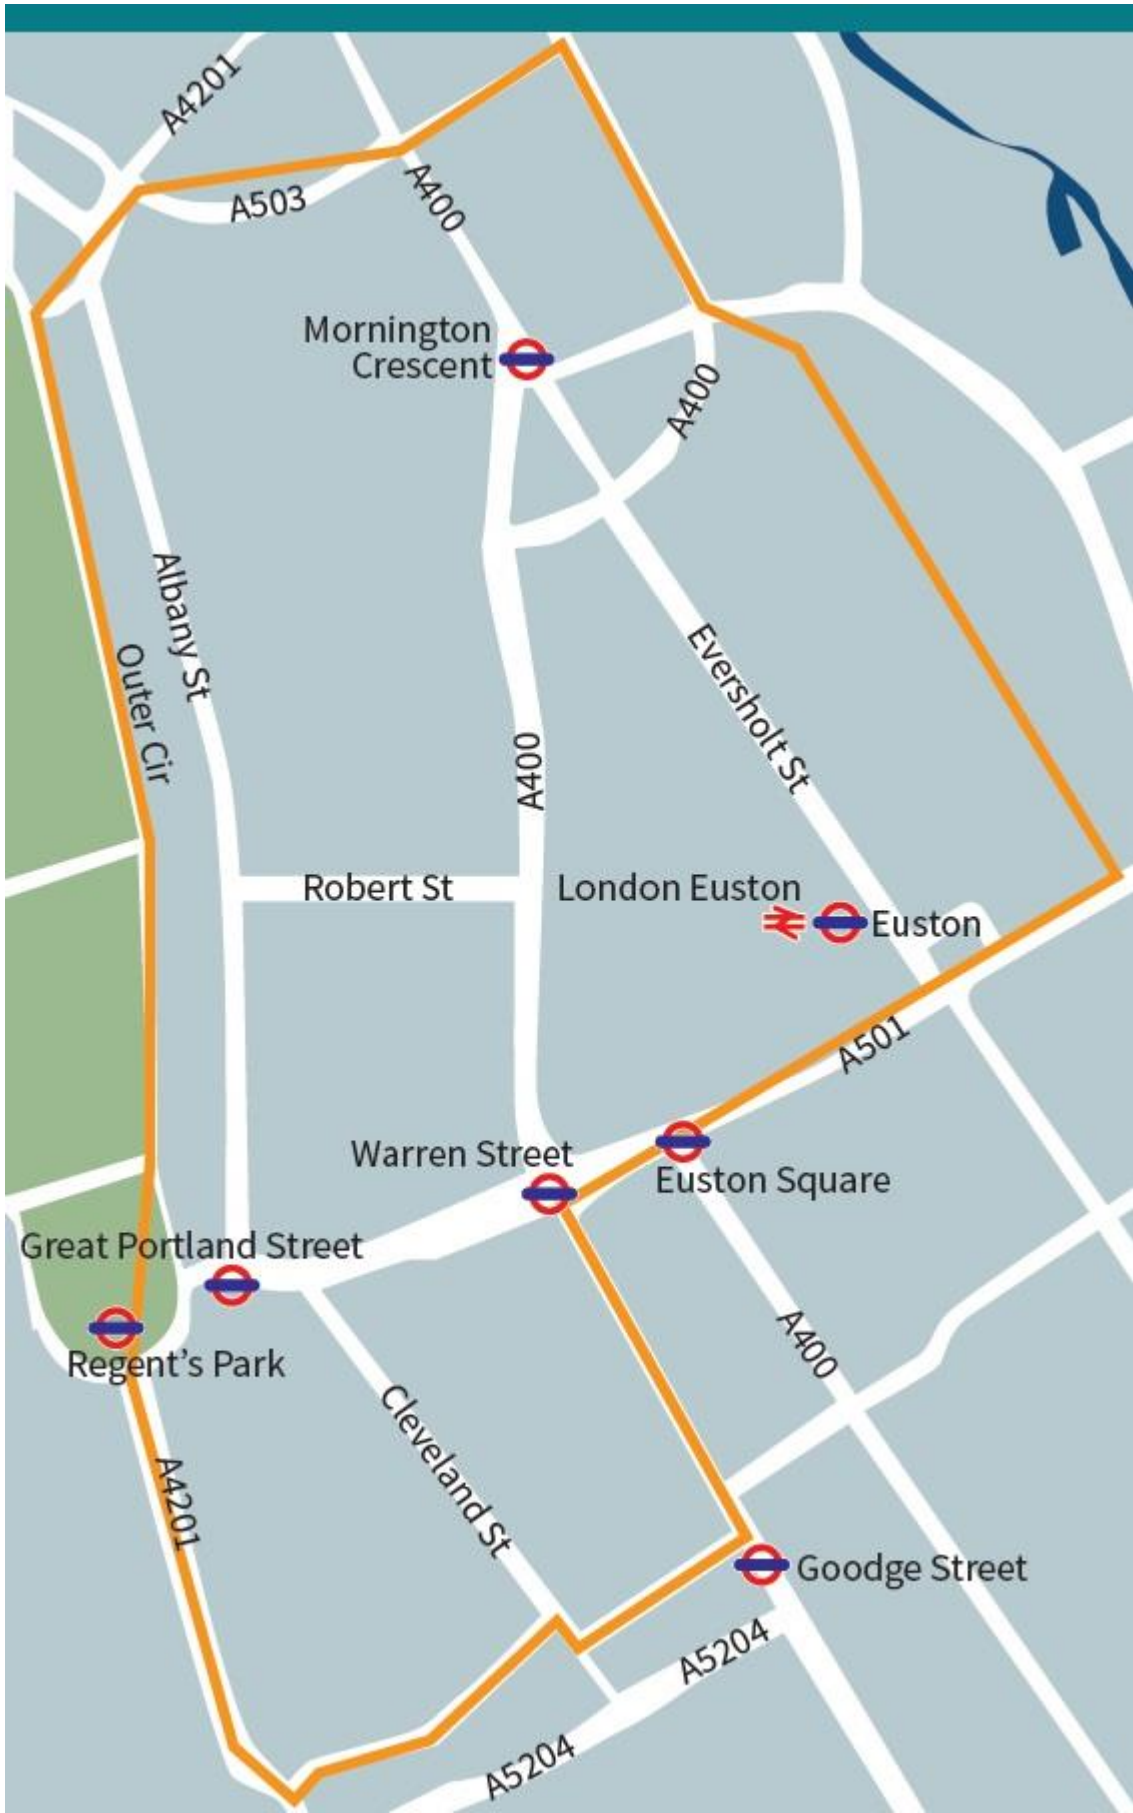 A4201
A503
A400
Mornington
Crescent
A400
Albany St
Outer Cir
Eversholt St
A400
Robert St
London Euston
Euston
A501
Warren Street
Euston Square
Great Portland Street
Regent’s Park
A400
Cleveland St
A4201
Goodge Street
A5204
A5204